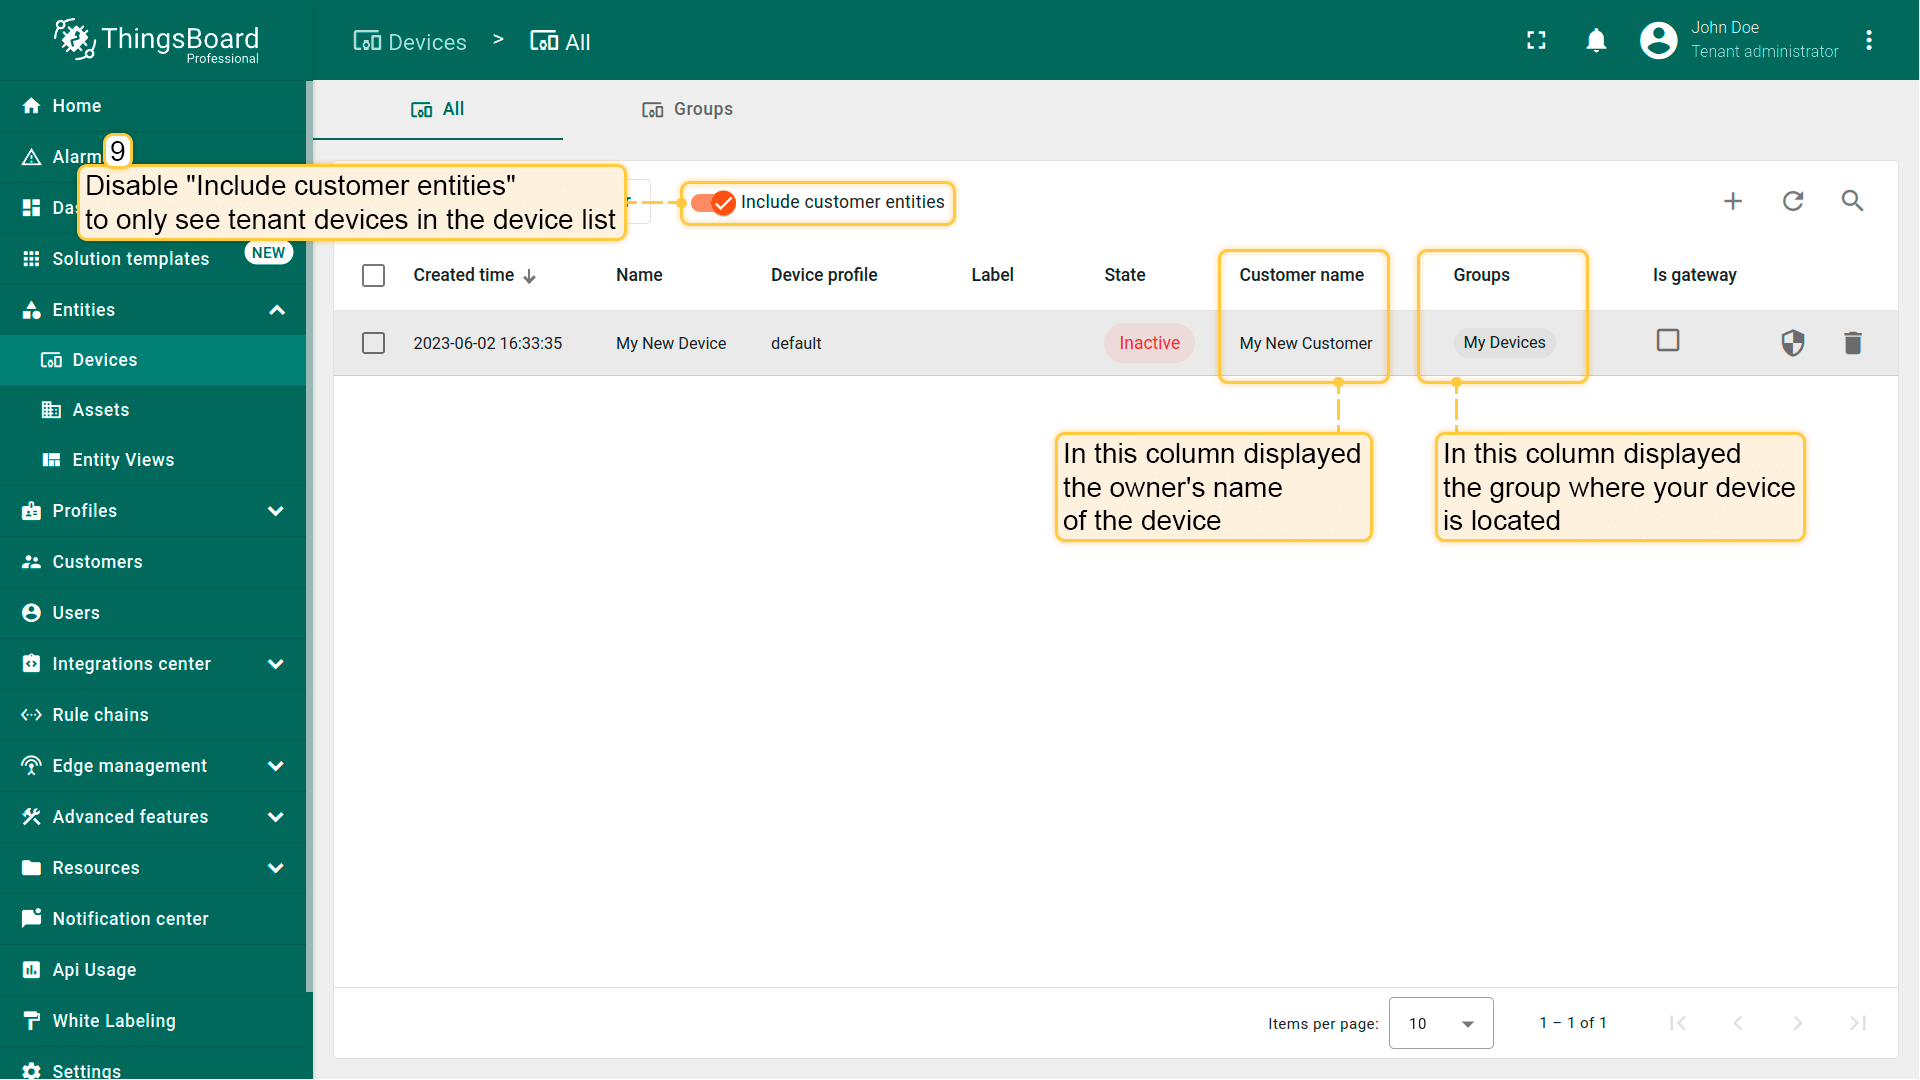 ThingsBoard
Professional
Devices > All
John Doe
Tenant administrator
Home
All
Groups
Alarm
9
Disable "Include customer entities"
to only see tenant devices in the device list
Include customer entities
Da
Solution templates
NEW
Created time Name Device profile Label State Customer name Groups Is gateway
Entities
2023-06-02 16:33:35 My New Device default Inactive My New Customer My Devices
Devices
Assets
Entity Views
In this column displayed
the owner's name
of the device
In this column displayed
the group where your device
is located
Profiles
Customers
Users
Integrations center
Rule chains
Edge management
Advanced features
Resources
Notification center
Api Usage
White Labeling
Settings
Items per page: 10 1 – 1 of 1